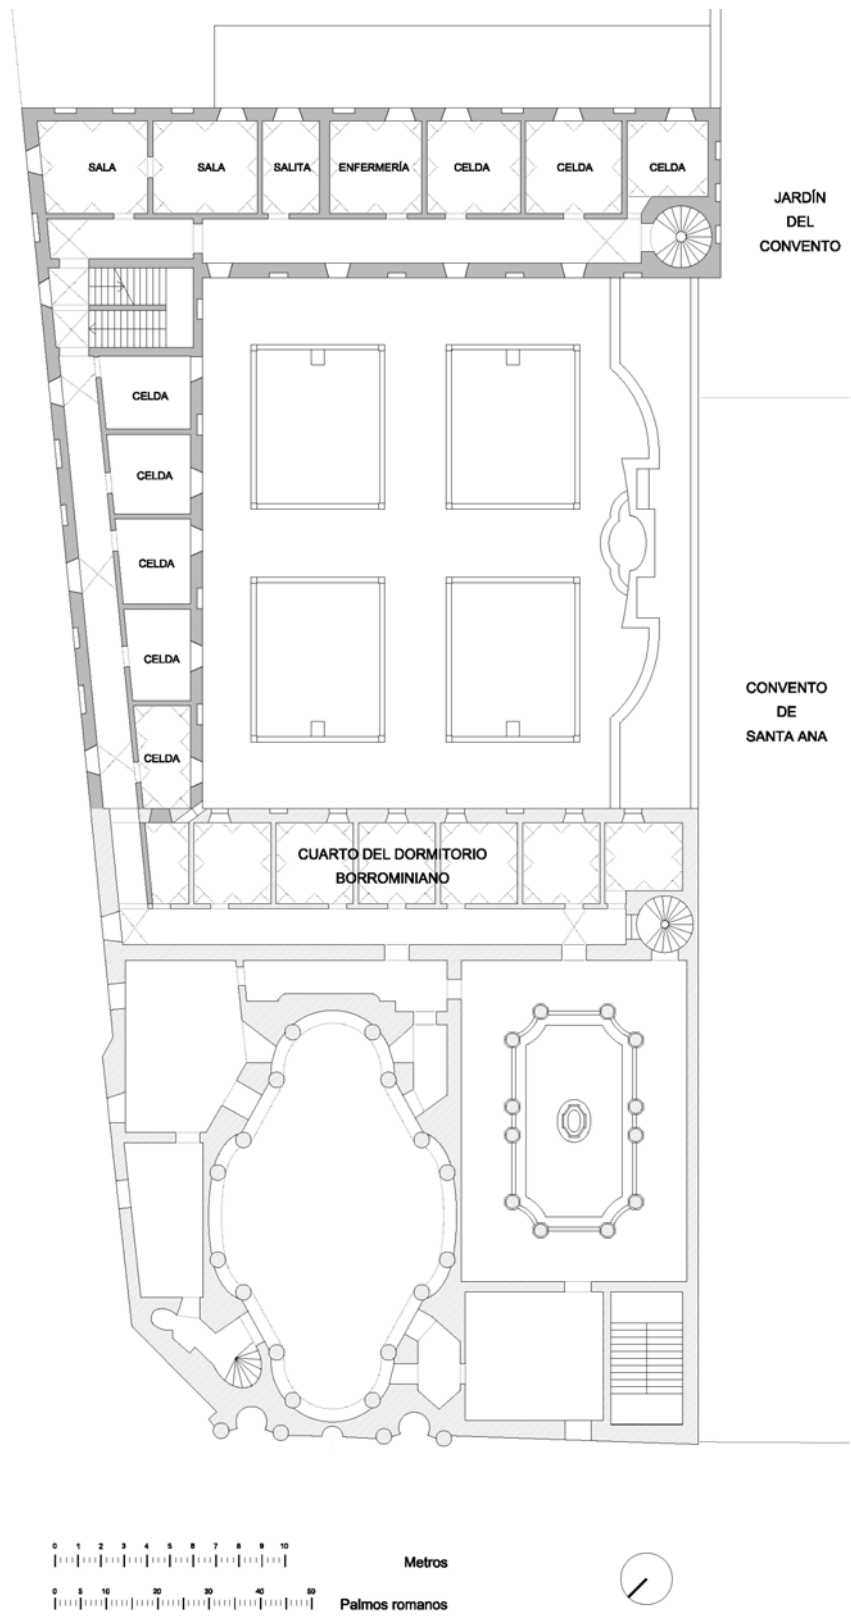 SALA
SALA
SALITA
ENFERMERÍA
CELDA
CELDA
CELDA
JARDÍN
DEL
CONVENTO
CELDA
CELDA
CELDA
CELDA
CELDA
CONVENTO
DE
SANTA ANA
CUARTO DEL DORMITORIO
BORROMINIANO
0 1 2 3 4 5 6 7 8 9 10
Metros
0 5 10 20 30 40 50
Palmos romanos